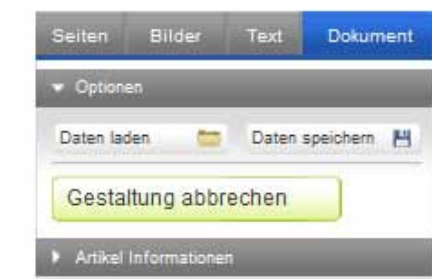 Seiten Bilder Text Dokument
Optionen
Daten laden Daten speichern
Gestaltung abbrechen
Artikel Informationen